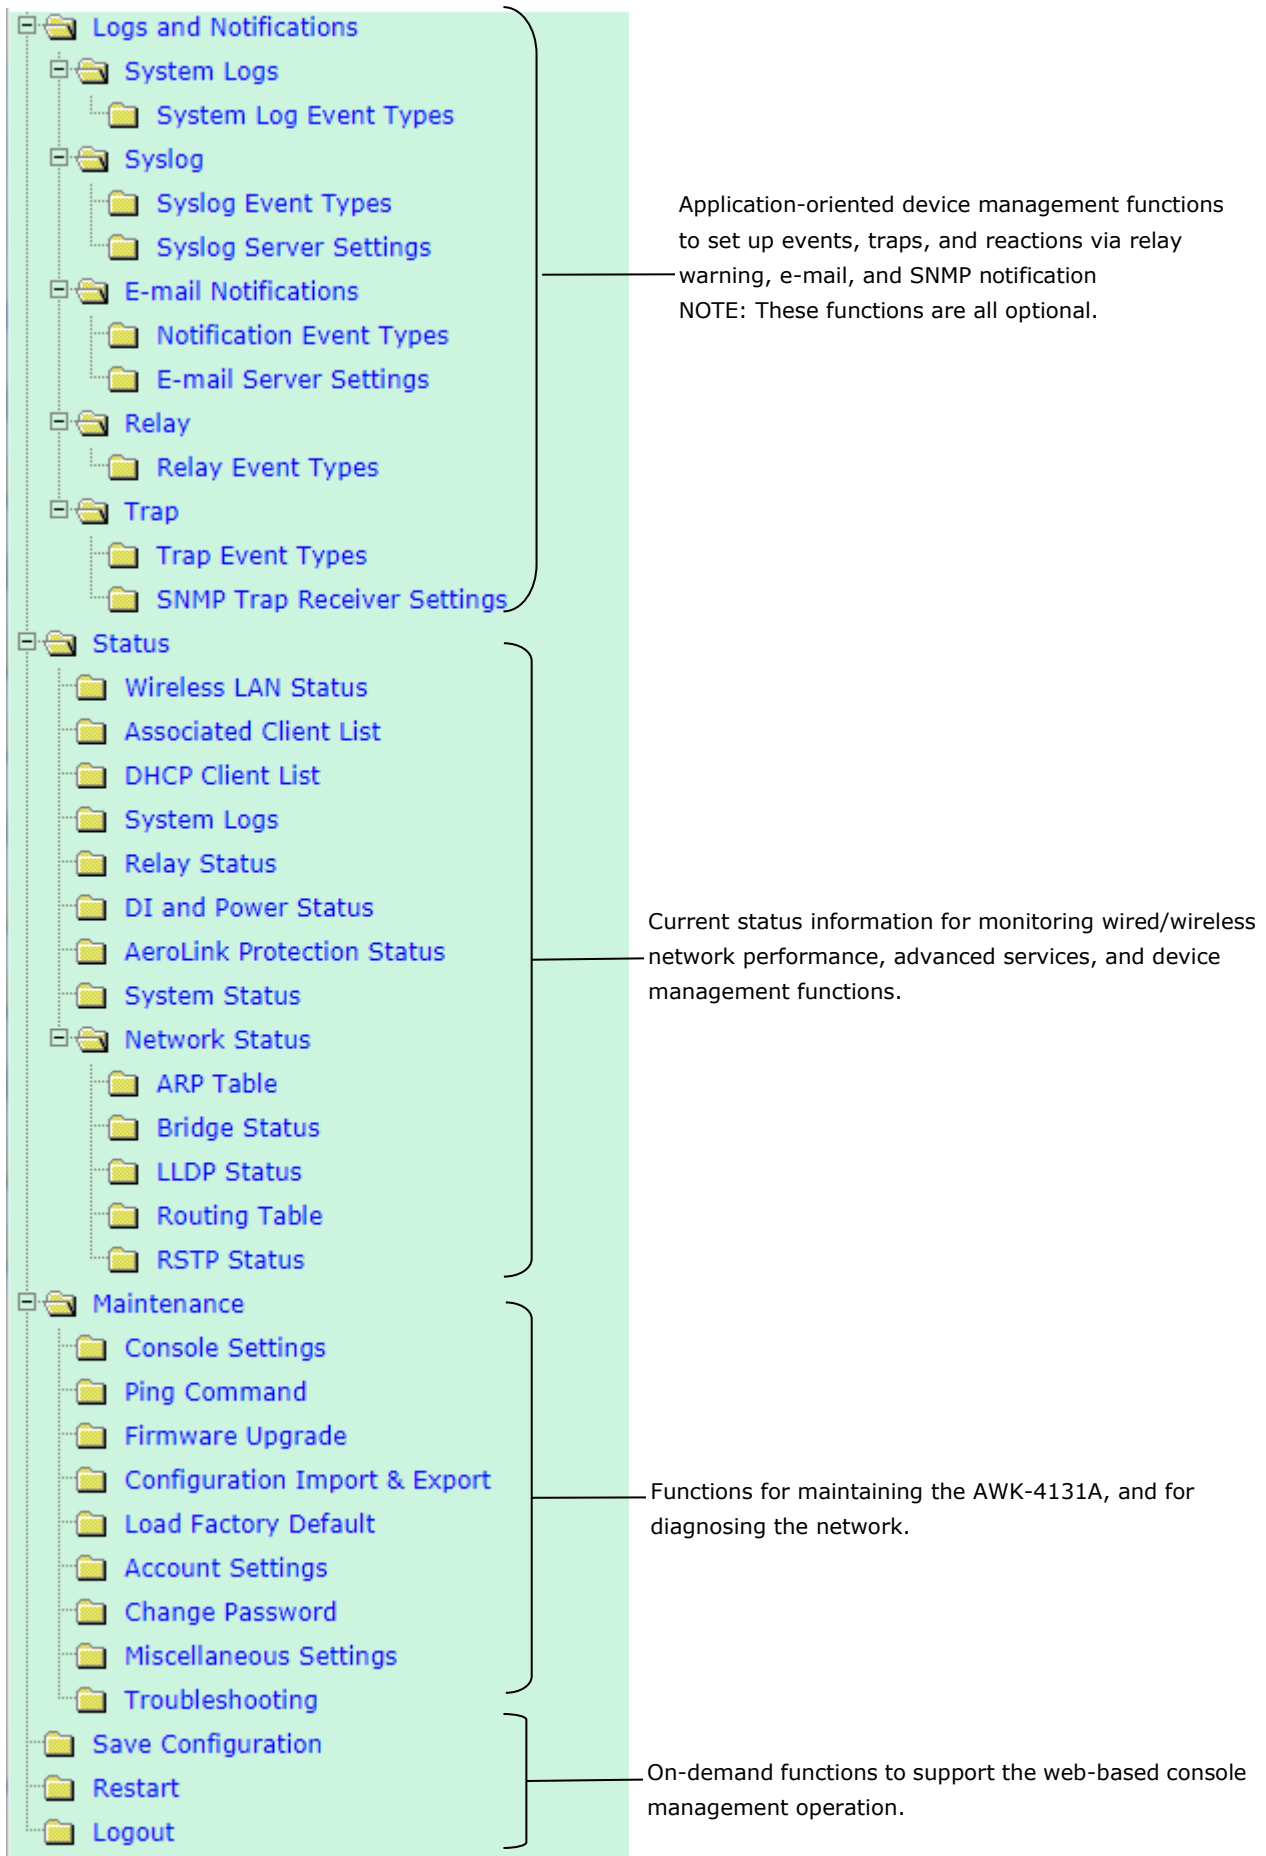 Logs and Notifications
System Logs
System Log Event Types
Syslog
Syslog Event Types
Syslog Server Settings
E-mail Notifications
Notification Event Types
E-mail Server Settings
Relay
Relay Event Types
Trap
Trap Event Types
SNMP Trap Receiver Settings
Application-oriented device management functions
to set up events, traps, and reactions via relay
warning, e-mail, and SNMP notification
NOTE: These functions are all optional.
Status
Wireless LAN Status
Associated Client List
DHCP Client List
System Logs
Relay Status
DI and Power Status
AeroLink Protection Status
System Status
Network Status
ARP Table
Bridge Status
LLDP Status
Routing Table
RSTP Status
Current status information for monitoring wired/wireless
network performance, advanced services, and device
management functions.
Maintenance
Console Settings
Ping Command
Firmware Upgrade
Configuration Import & Export
Load Factory Default
Account Settings
Change Password
Miscellaneous Settings
Troubleshooting
Functions for maintaining the AWK-4131A, and for
diagnosing the network.
Save Configuration
Restart
Logout
On-demand functions to support the web-based console
management operation.